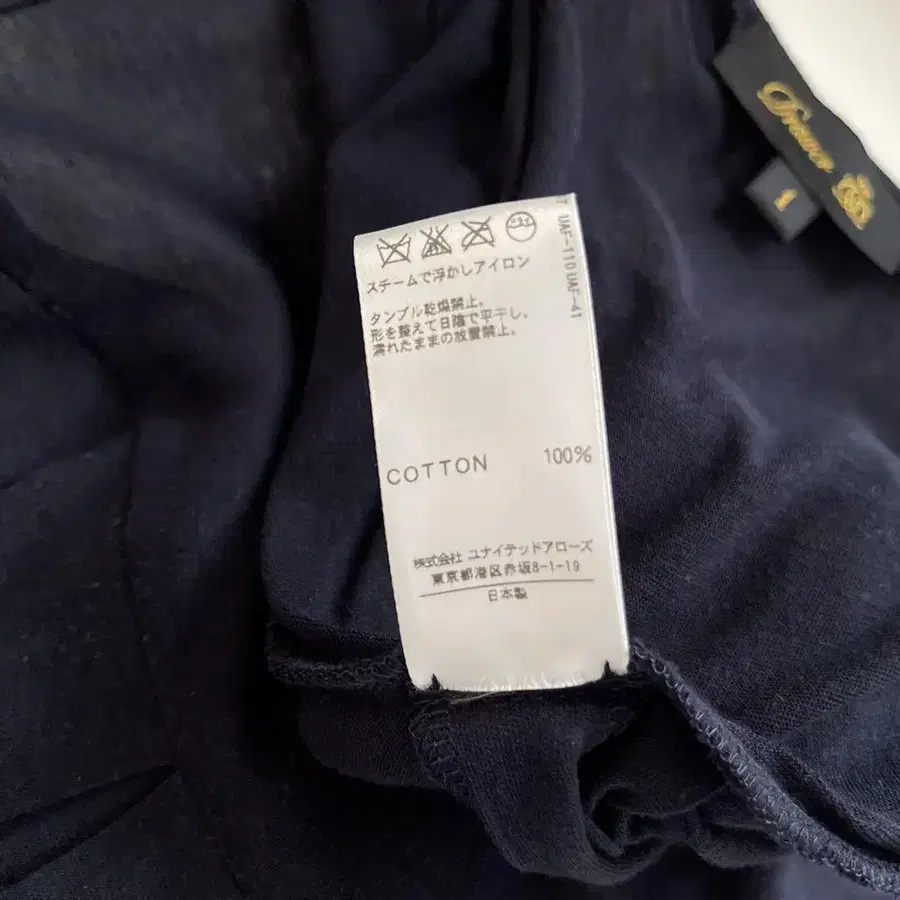 Drawer
1
7 UAF-110 UAF-41
スチームで浮かしアイロン
タンブル乾燥禁止。
形を整えて日陰で平干し。
濡れたままの放置禁止。
COTTON 100%
株式会社 ユナイテッドアローズ
東京都港区赤坂8-1-19
日本製